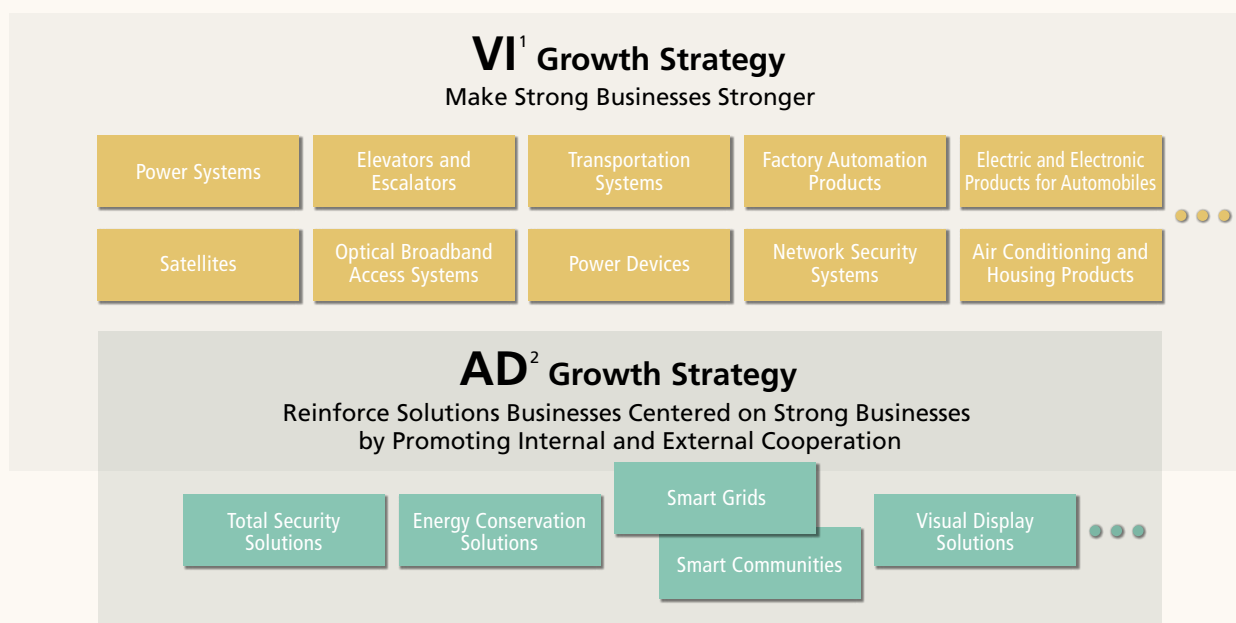 VI¹ Growth Strategy
Make Strong Businesses Stronger
Power Systems
Elevators and
Escalators
Transportation
Systems
Factory Automation
Products
Electric and Electronic
Products for Automobiles
Satellites
Optical Broadband
Access Systems
Power Devices
Network Security
Systems
Air Conditioning and
Housing Products
AD² Growth Strategy
Reinforce Solutions Businesses Centered on Strong Businesses
by Promoting Internal and External Cooperation
Total Security
Solutions
Energy Conservation
Solutions
Smart Grids
Smart Communities
Visual Display
Solutions